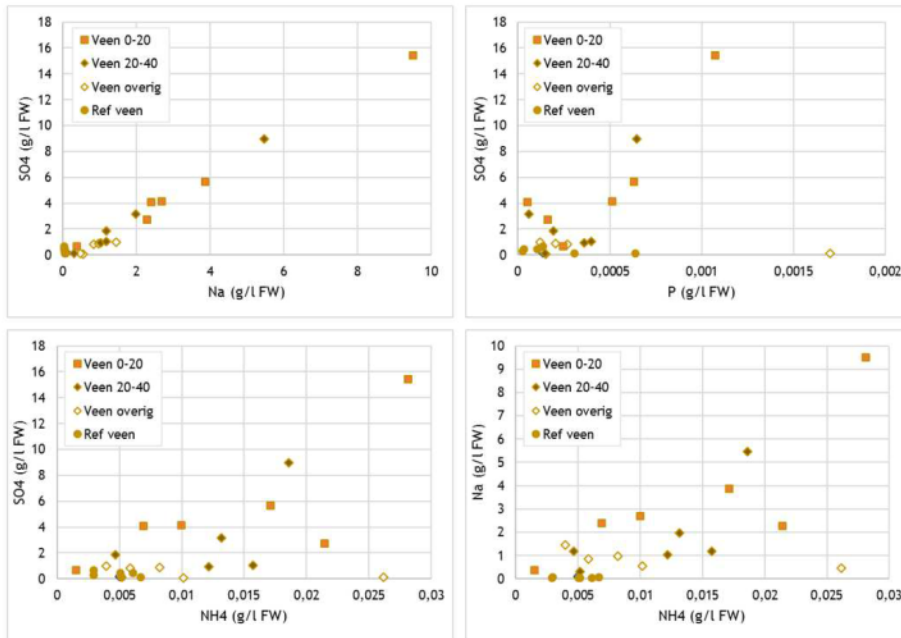 18
16
14
12
10
8
6
4
2
0
SO4 (g/l FW)
Veen 0-20
Veen 20-40
Veen overig
Ref veen
0 2 4 6 8 10
Na (g/l FW)
18
16
14
12
10
8
6
4
2
0
SO4 (g/l FW)
Veen 0-20
Veen 20-40
Veen overig
Ref veen
0 0,0005 0,001 0,0015 0,002
P (g/l FW)
18
16
14
12
10
8
6
4
2
0
SO4 (g/l FW)
Veen 0-20
Veen 20-40
Veen overig
Ref veen
0 0,005 0,01 0,015 0,02 0,025 0,03
NH4 (g/l FW)
10
9
8
7
6
5
4
3
2
1
0
Na (g/l FW)
Veen 0-20
Veen 20-40
Veen overig
Ref veen
0 0,005 0,01 0,015 0,02 0,025 0,03
NH4 (g/l FW)